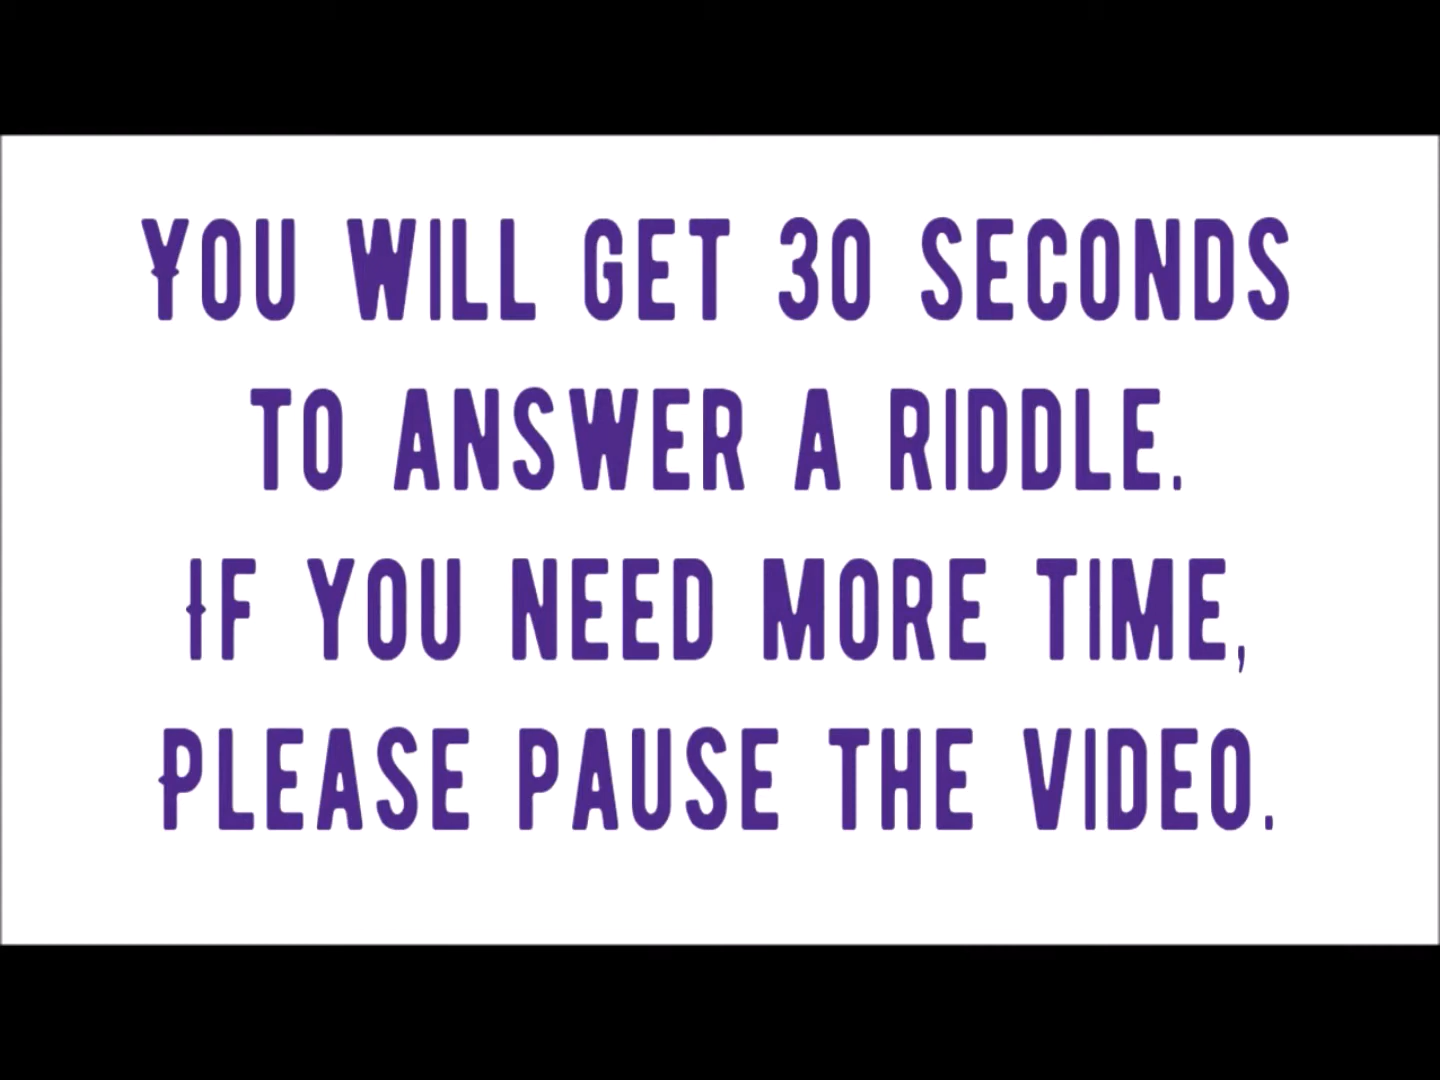 YOU WILL GET 30 SECONDS
TO ANSWER A RIDDLE.
IF YOU NEED MORE TIME,
PLEASE PAUSE THE VIDEO.